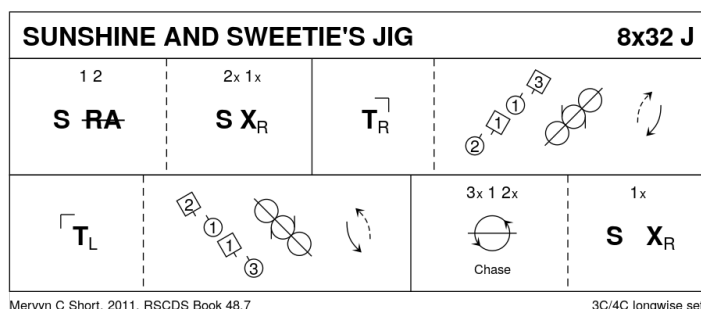 SUNSHINE AND SWEETIE'S JIG 8x32 J
1 2
S RA
2x 1x
S XR
TR
3
1
1
2
TL
2
1
1
3
3x 1 2x
Chase
1x
S XR
Mervyn C Short, 2011, RSCDS Book 48.7 3C/4C longwise set